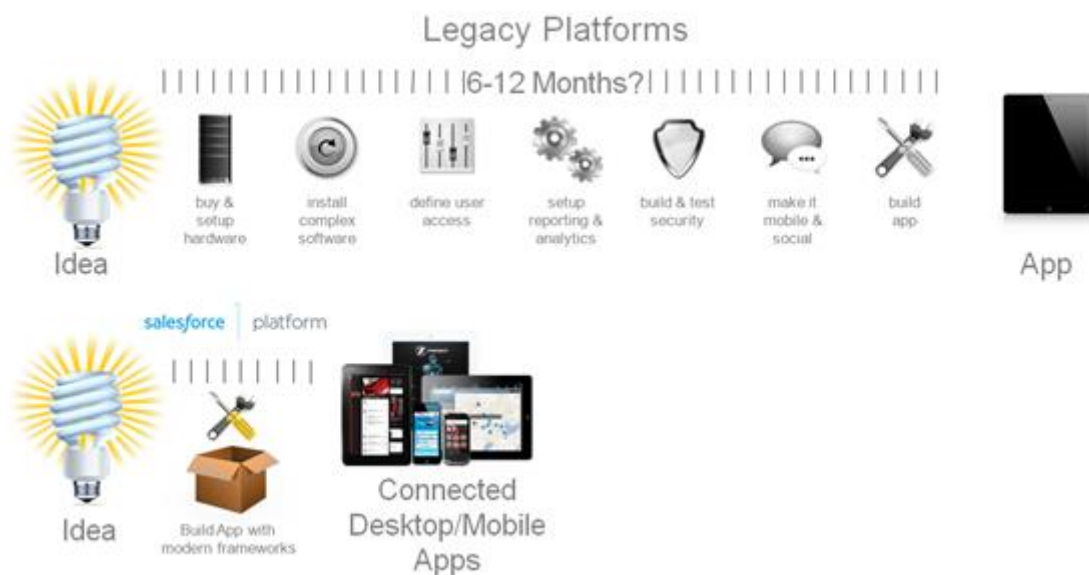 Legacy Platforms
6-12 Months?
buy &
setup
hardware
install
complex
software
define user
access
setup
reporting &
analytics
build & test
security
make it
mobile &
social
build
app
Idea
App
salesforce platform
Build App with
modern frameworks
Idea
Connected
Desktop/Mobile
Apps